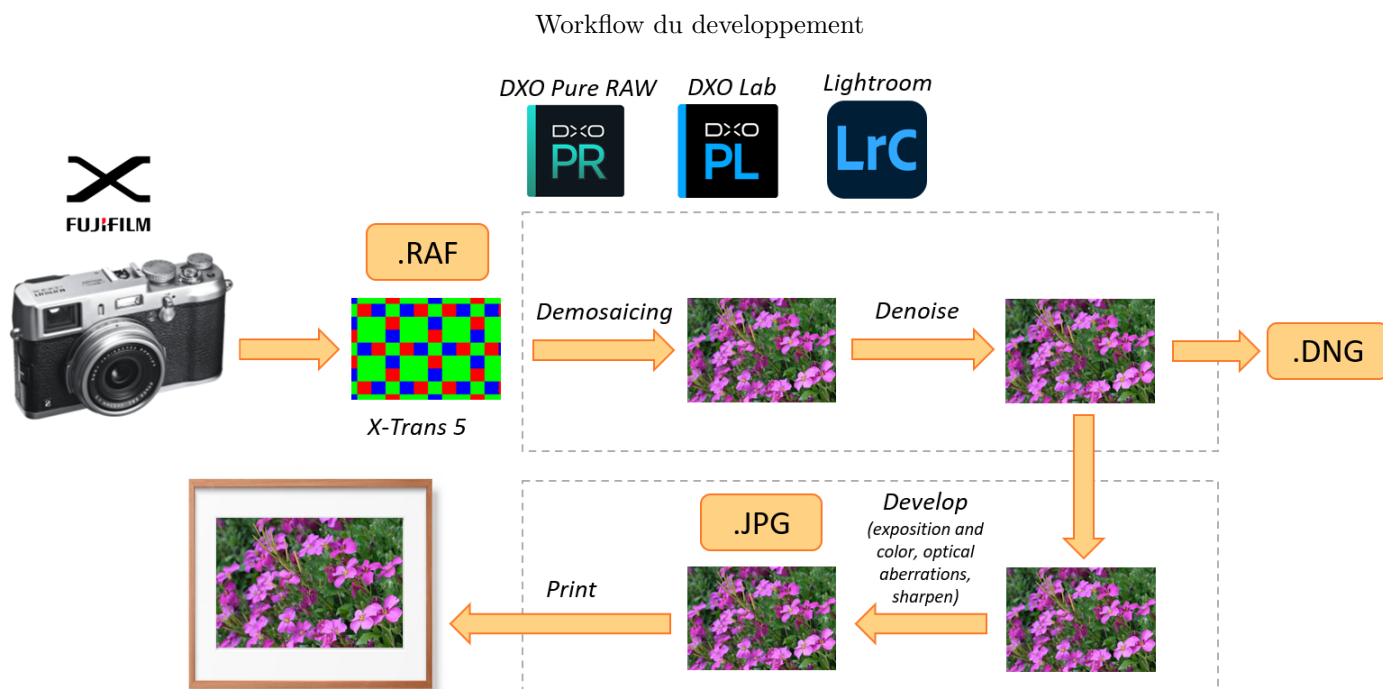 Workflow du developpement
DXO Pure RAW
DXO Lab
Lightroom
DXO
PR
DXO
PL
LrC
FUJIFILM
.RAF
Demosaicing
Denoise
.DNG
X-Trans 5
.JPG
Develop
(exposition and
color, optical
aberrations,
sharpen)
Print